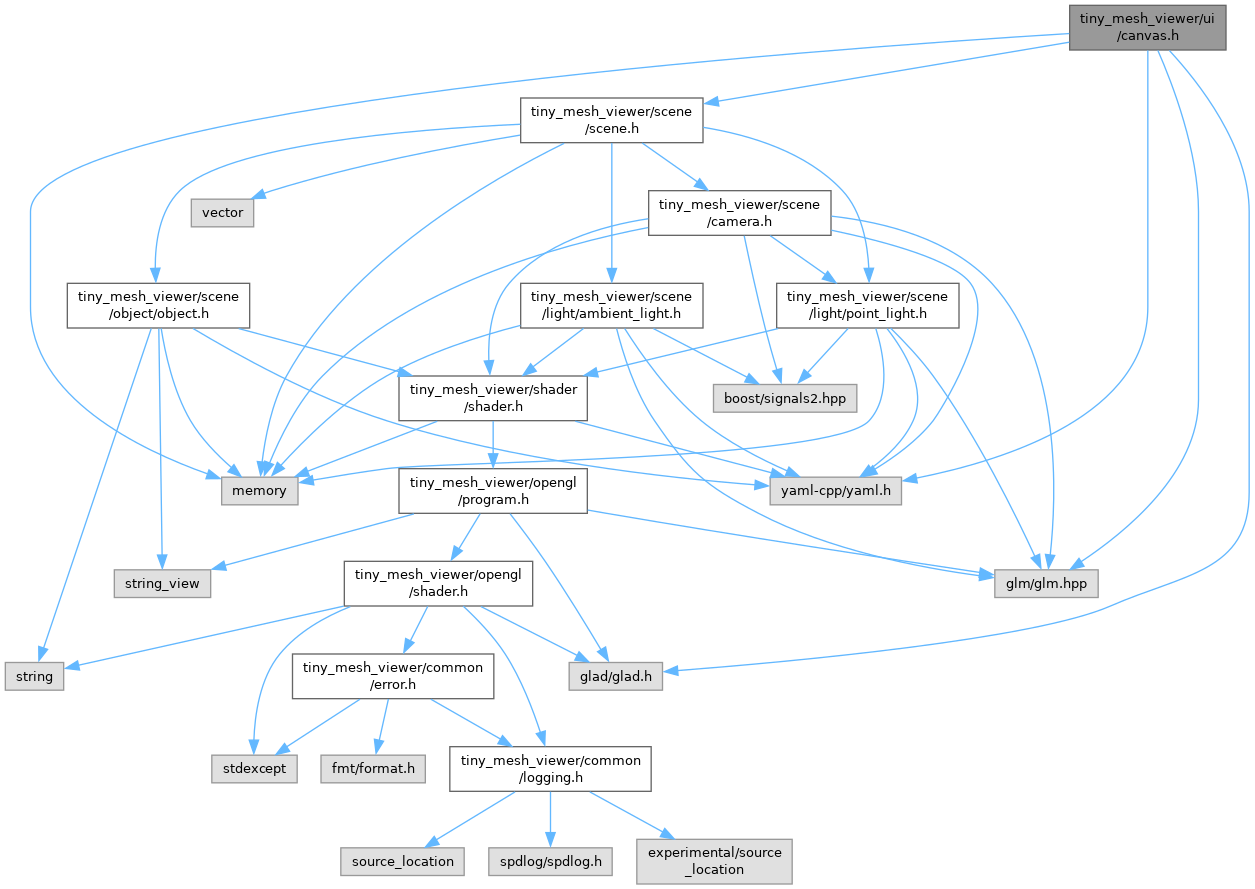 tiny_mesh_viewer/ui
/canvas.h
tiny_mesh_viewer/scene
/scene.h
vector
tiny_mesh_viewer/scene
/camera.h
tiny_mesh_viewer/scene
/object/object.h
tiny_mesh_viewer/scene
/light/ambient_light.h
tiny_mesh_viewer/scene
/light/point_light.h
tiny_mesh_viewer/shader
/shader.h
boost/signals2.hpp
memory
tiny_mesh_viewer/opengl
/program.h
yaml-cpp/yaml.h
string_view
tiny_mesh_viewer/opengl
/shader.h
glm/glm.hpp
string
tiny_mesh_viewer/common
/error.h
glad/glad.h
stdexcept
fmt/format.h
tiny_mesh_viewer/common
/logging.h
source_location
spdlog/spdlog.h
experimental/source
_location